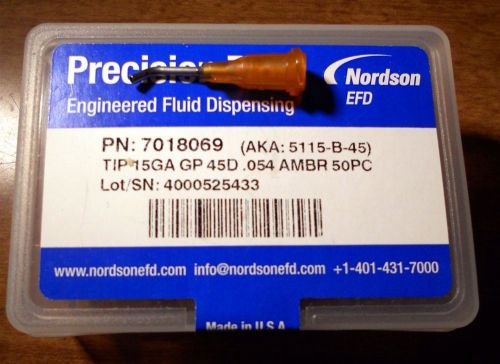 Precision
Nordson
EFD
Engineered Fluid Dispensing
PN: 7018069 (AKA: 5115-B-45)
TIP 15GA GP 45D .054 AMBR 50PC
Lot/SN: 4000525433
www.nordsonefd.com info@nordsonefd.com +1-401-431-7000
Made in U.S.A